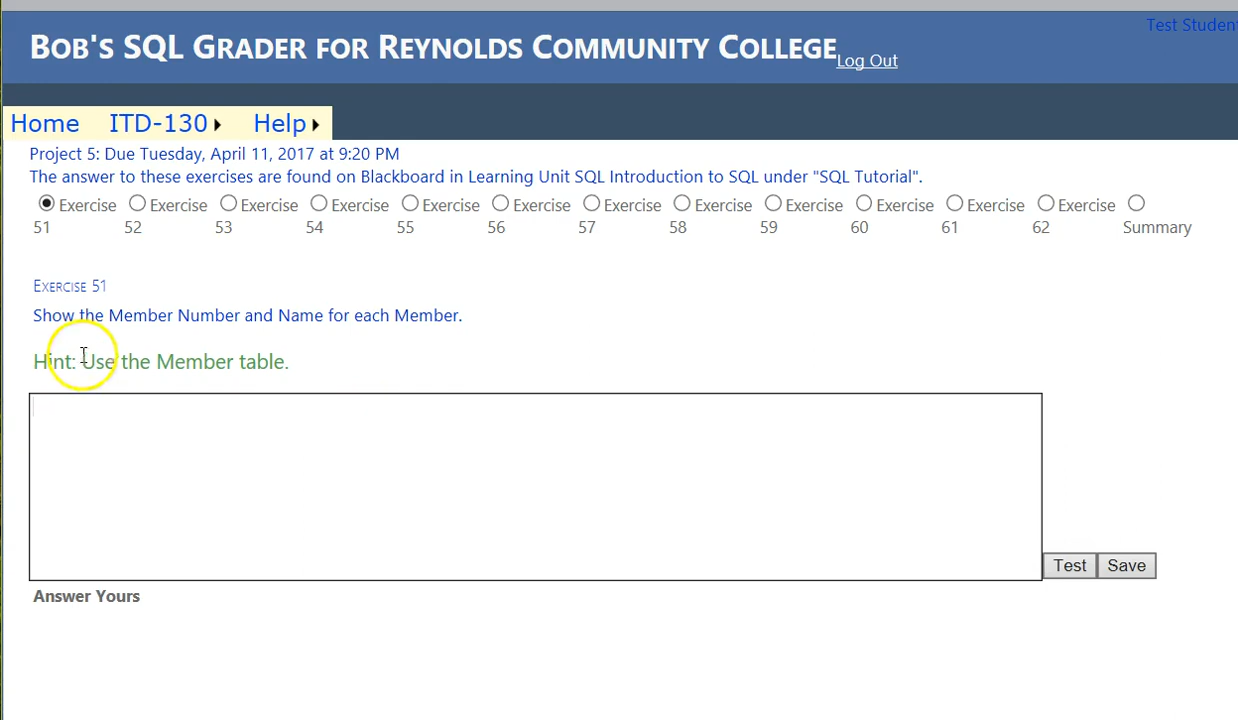 Test Student
BOB'S SQL GRADER FOR REYNOLDS COMMUNITY COLLEGE Log Out
Home ITD-130 Help
Project 5: Due Tuesday, April 11, 2017 at 9:20 PM
The answer to these exercises are found on Blackboard in Learning Unit SQL Introduction to SQL under "SQL Tutorial".
Exercise Exercise Exercise Exercise Exercise Exercise Exercise Exercise Exercise Exercise Exercise Exercise
51 52 53 54 55 56 57 58 59 60 61 62 Summary
EXERCISE 51
Show the Member Number and Name for each Member.
Hint: Use the Member table.
Test Save
Answer Yours